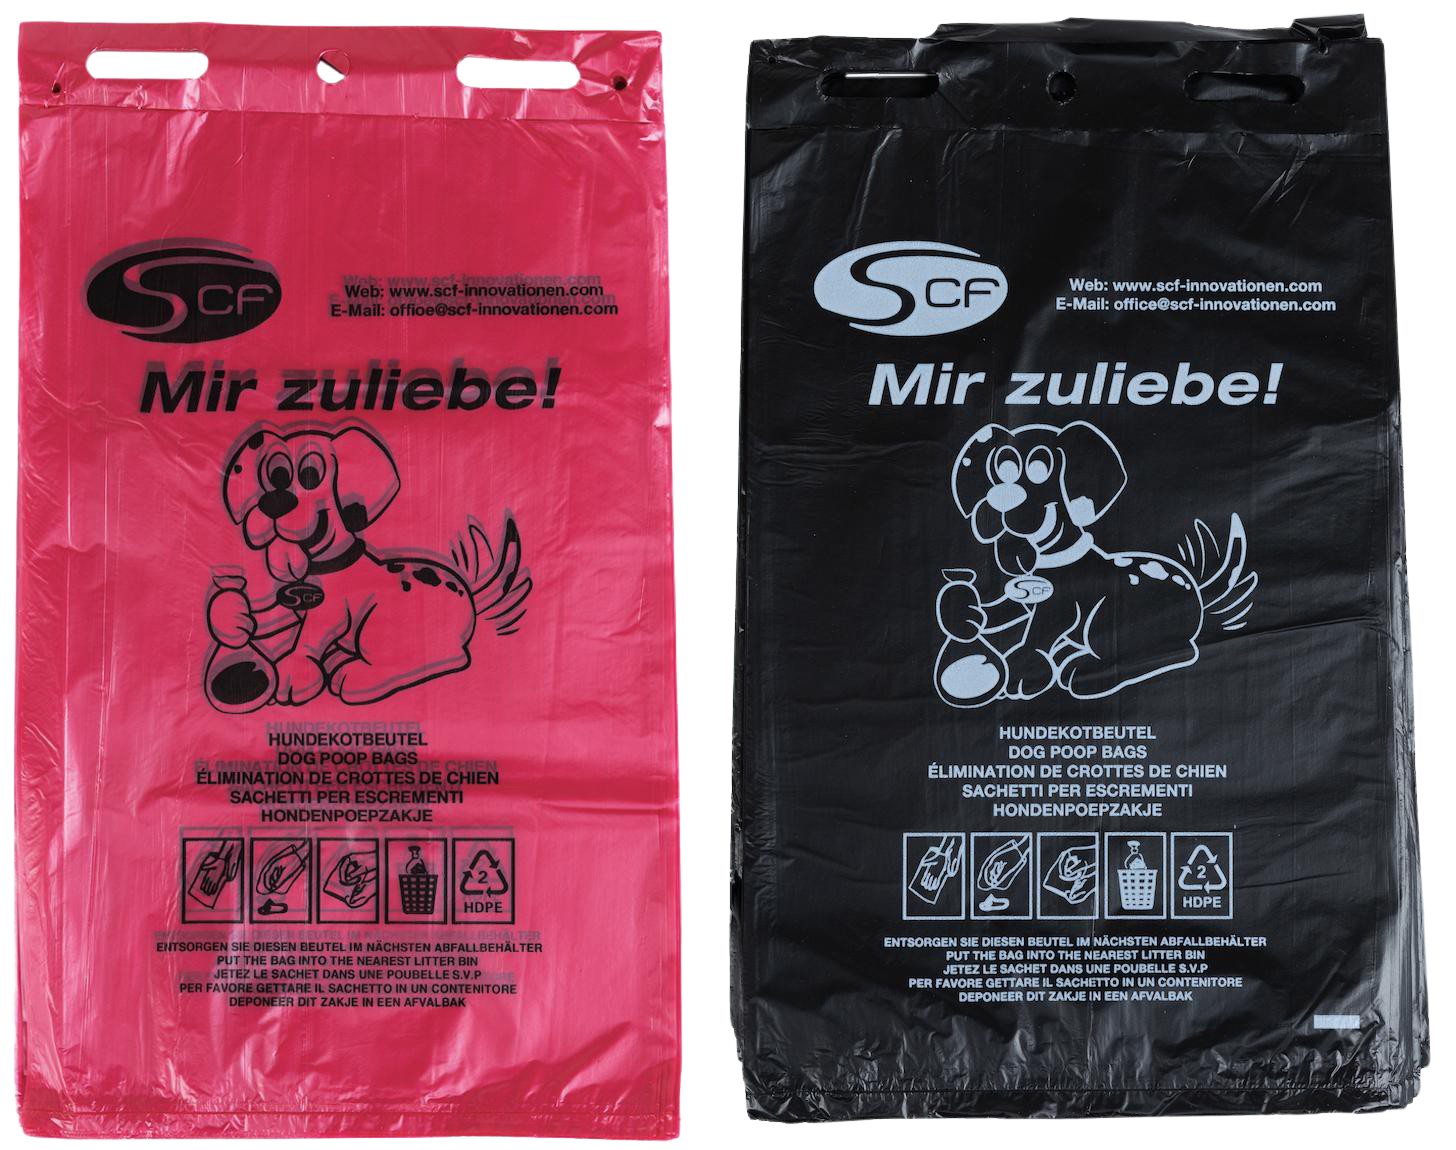 SCF
Web: www.scf-innovationen.com
E-Mail: offioe@scf-innovationen.com
Mir zuliebe!
SCF
HUNDEKOTBEUTEL
DOG POOP BAGS
ÉLIMINATION DE CROTTES DE CHIEN
SACHETTI PER ESCREMENTI
HONDENPOEPZAKJE
2
HDPE
ENTSORGEN SIE DIESEN BEUTEL IM NÄCHSTEN ABFALLBEHÄLTER
PUT THE BAG INTO THE NEAREST LITTER BIN
JETEZ LE SACHET DANS UNE POUBELLE S.V.P
PER FAVORE GETTARE IL SACHETTO IN UN CONTENITORE
DEPONEER DIT ZAKJE IN EEN AFVALBAK
SCF
Web: www.scf-innovationen.com
E-Mail: office@scf-innovationen.com
Mir zuliebe!
SCF
HUNDEKOTBEUTEL
DOG POOP BAGS
ÉLIMINATION DE CROTTES DE CHIEN
SACHETTI PER ESCREMENTI
HONDENPOEPZAKJE
2
HDPE
ENTSORGEN SIE DIESEN BEUTEL IM NÄCHSTEN ABFALLBEHÄLTER
PUT THE BAG INTO THE NEAREST LITTER BIN
JETEZ LE SACHET DANS UNE POUBELLE S.V.P
PER FAVORE GETTARE IL SACHETTO IN UN CONTENITORE
DEPONEER DIT ZAKJE IN EEN AFVALBAK